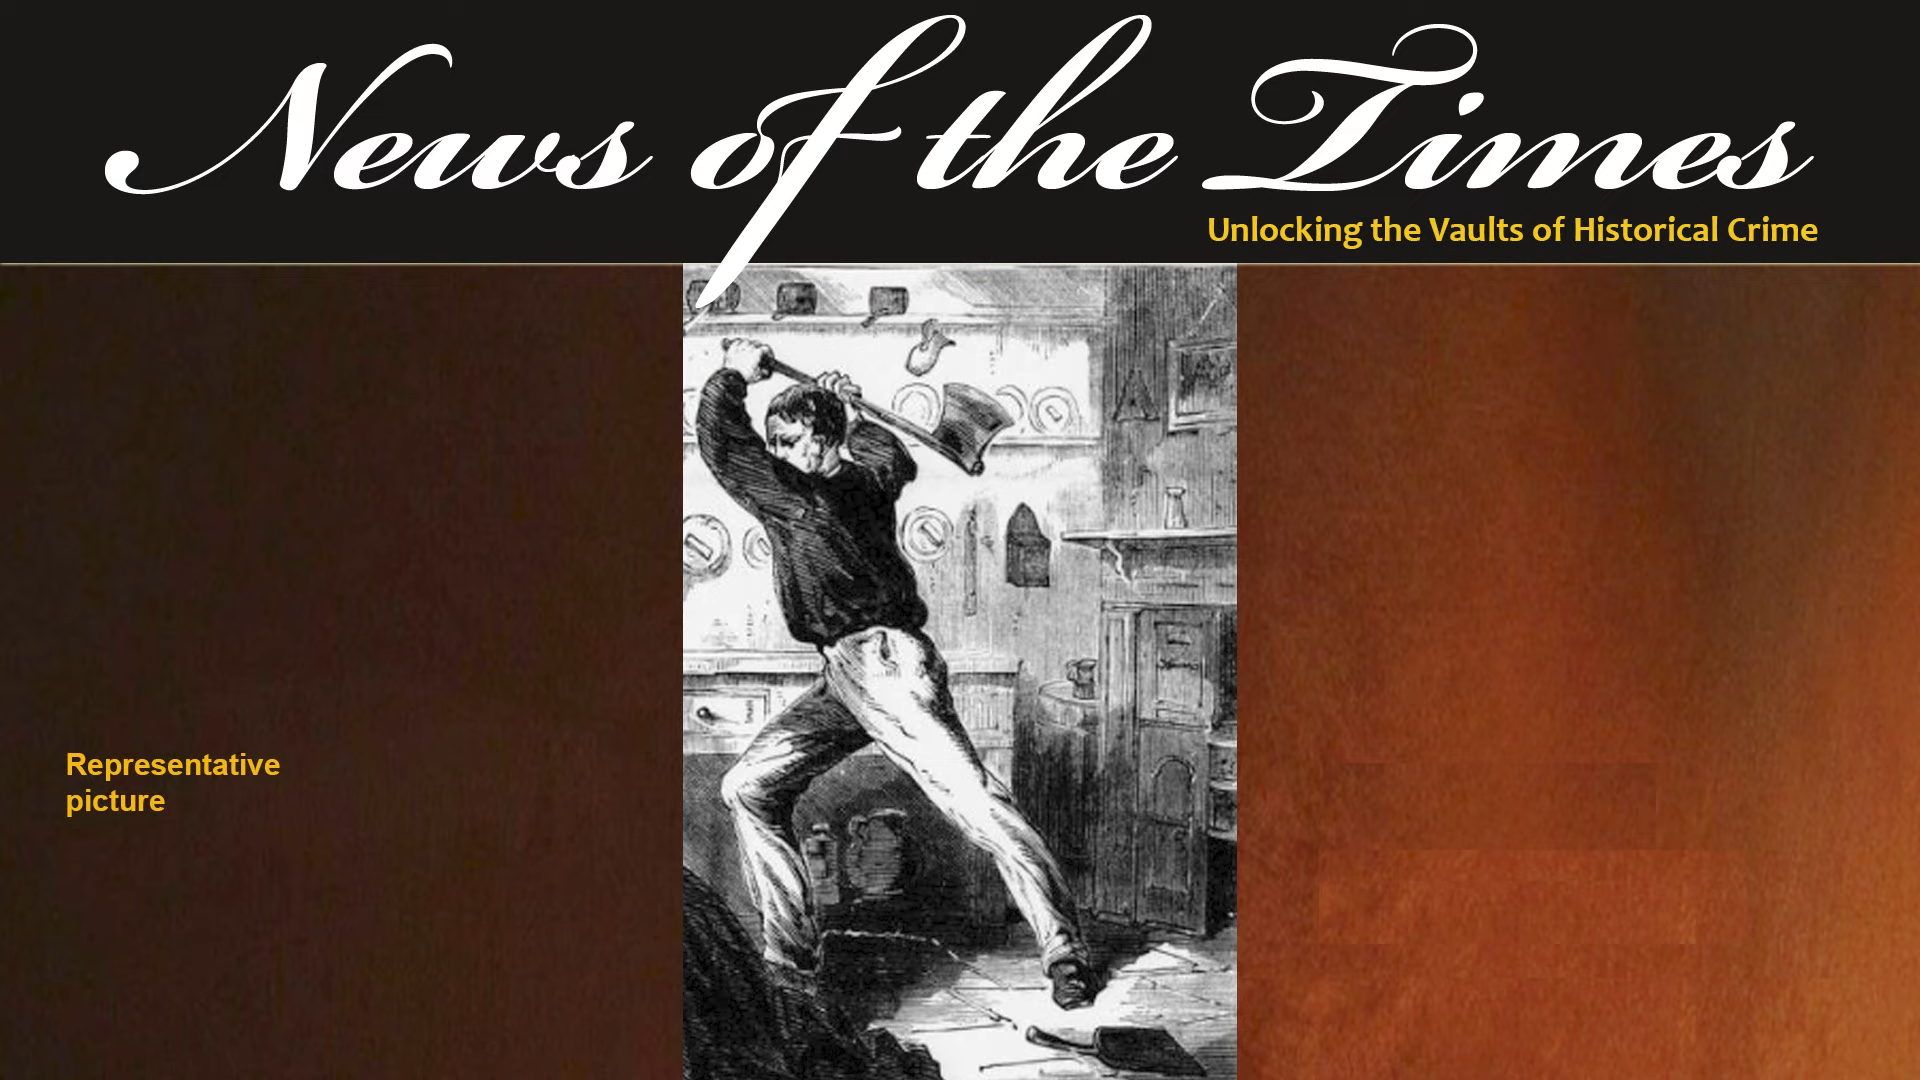 News of the Times
Unlocking the Vaults of Historical Crime
Representative
picture